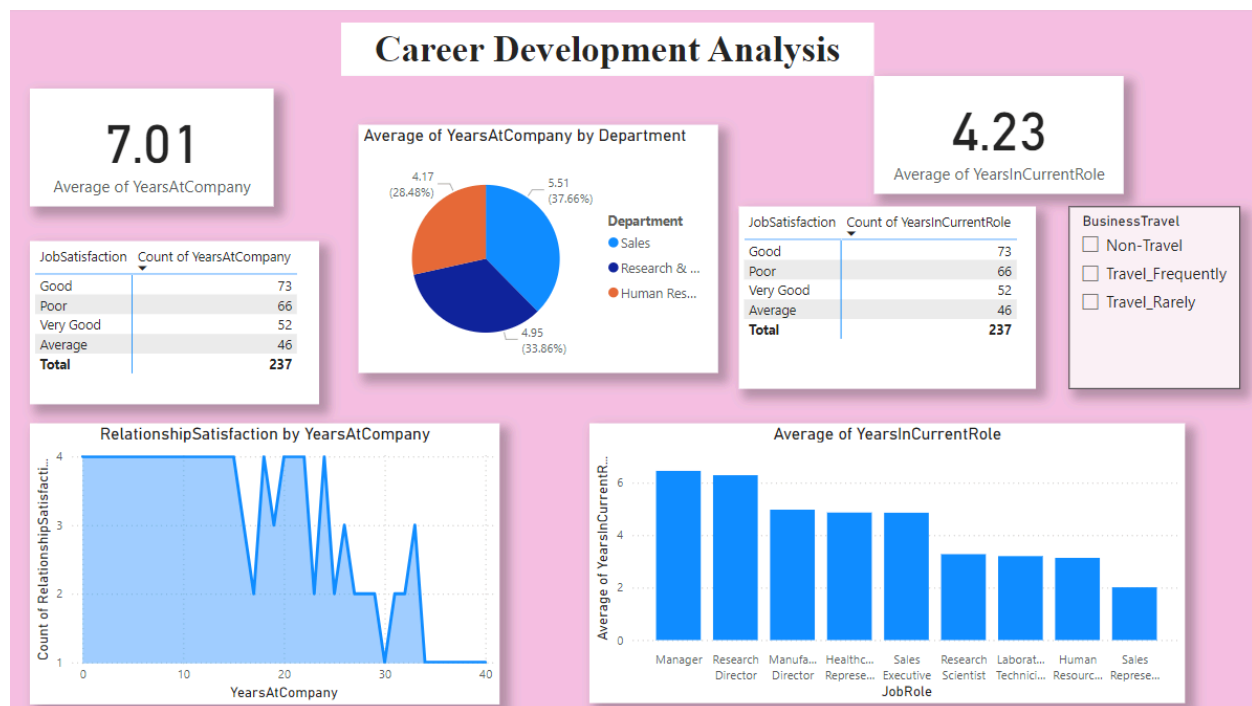 Career Development Analysis
7.01
Average of YearsAtCompany
4.23
Average of YearsInCurrentRole
Average of YearsAtCompany by Department
4.17
(28.48%)
5.51
(37.66%)
4.95
(33.86%)
Department
Sales
Research & ...
Human Res...
JobSatisfaction Count of YearsAtCompany
Good 73
Poor 66
Very Good 52
Average 46
Total 237
JobSatisfaction Count of YearsInCurrentRole
Good 73
Poor 66
Very Good 52
Average 46
Total 237
BusinessTravel
Non-Travel
Travel_Frequently
Travel_Rarely
RelationshipSatisfaction by YearsAtCompany
Count of RelationshipSatisfacti...
4
3
2
1
0 10 20 30 40
YearsAtCompany
Average of YearsInCurrentRole
Average of YearsInCurrentR...
6
4
2
0
Manager Research Manufa... Healthc... Sales Research Laborat... Human Sales
Director Director Represe... Executive Scientist Technici... Resourc... Represe...
JobRole